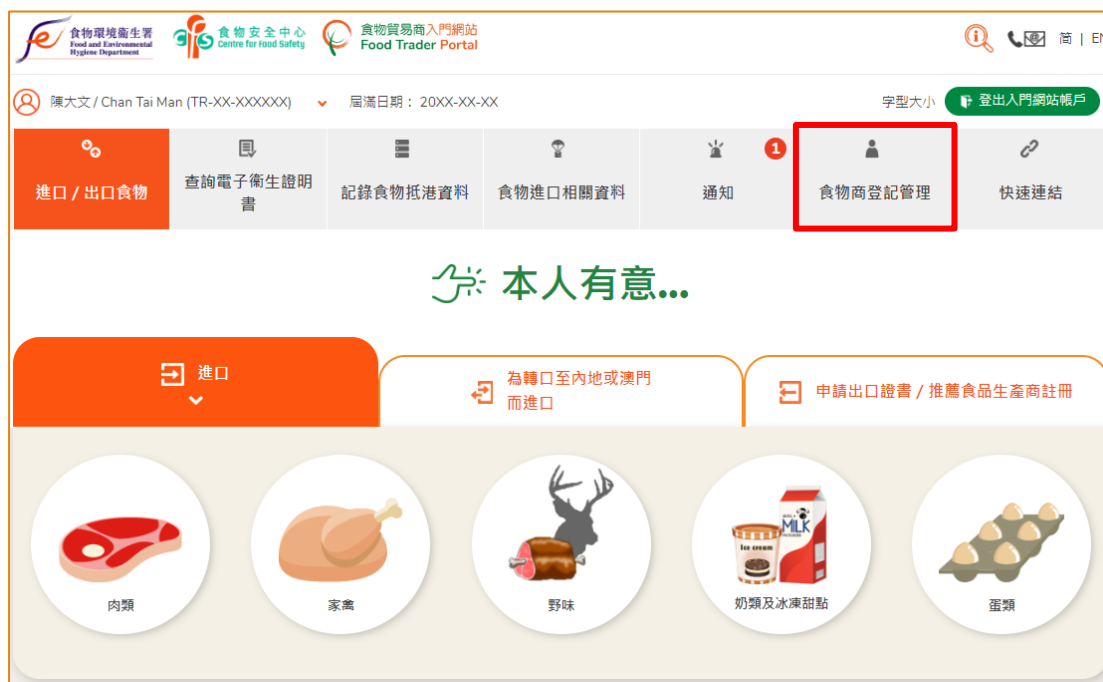 食物環境衞生署
Food and Environmental
Hygiene Department
食物安全中心
Centre for Food Safety
食物貿易商入門網站
Food Trader Portal
简 | EN
陳大文 / Chan Tai Man (TR-XX-XXXXXX)
屆滿日期： 20XX-XX-XX
字型大小
登出入門網站帳戶
進口 / 出口食物
查詢電子衞生證明
書
記錄食物抵港資料
食物進口相關資料
1
通知
食物商登記管理
快速連結
本人有意...
進口
為轉口至內地或澳門
而進口
申請出口證書 / 推薦食品生產商註冊
肉類
家禽
野味
Ice cream
MILK
奶類及冰凍甜點
蛋類